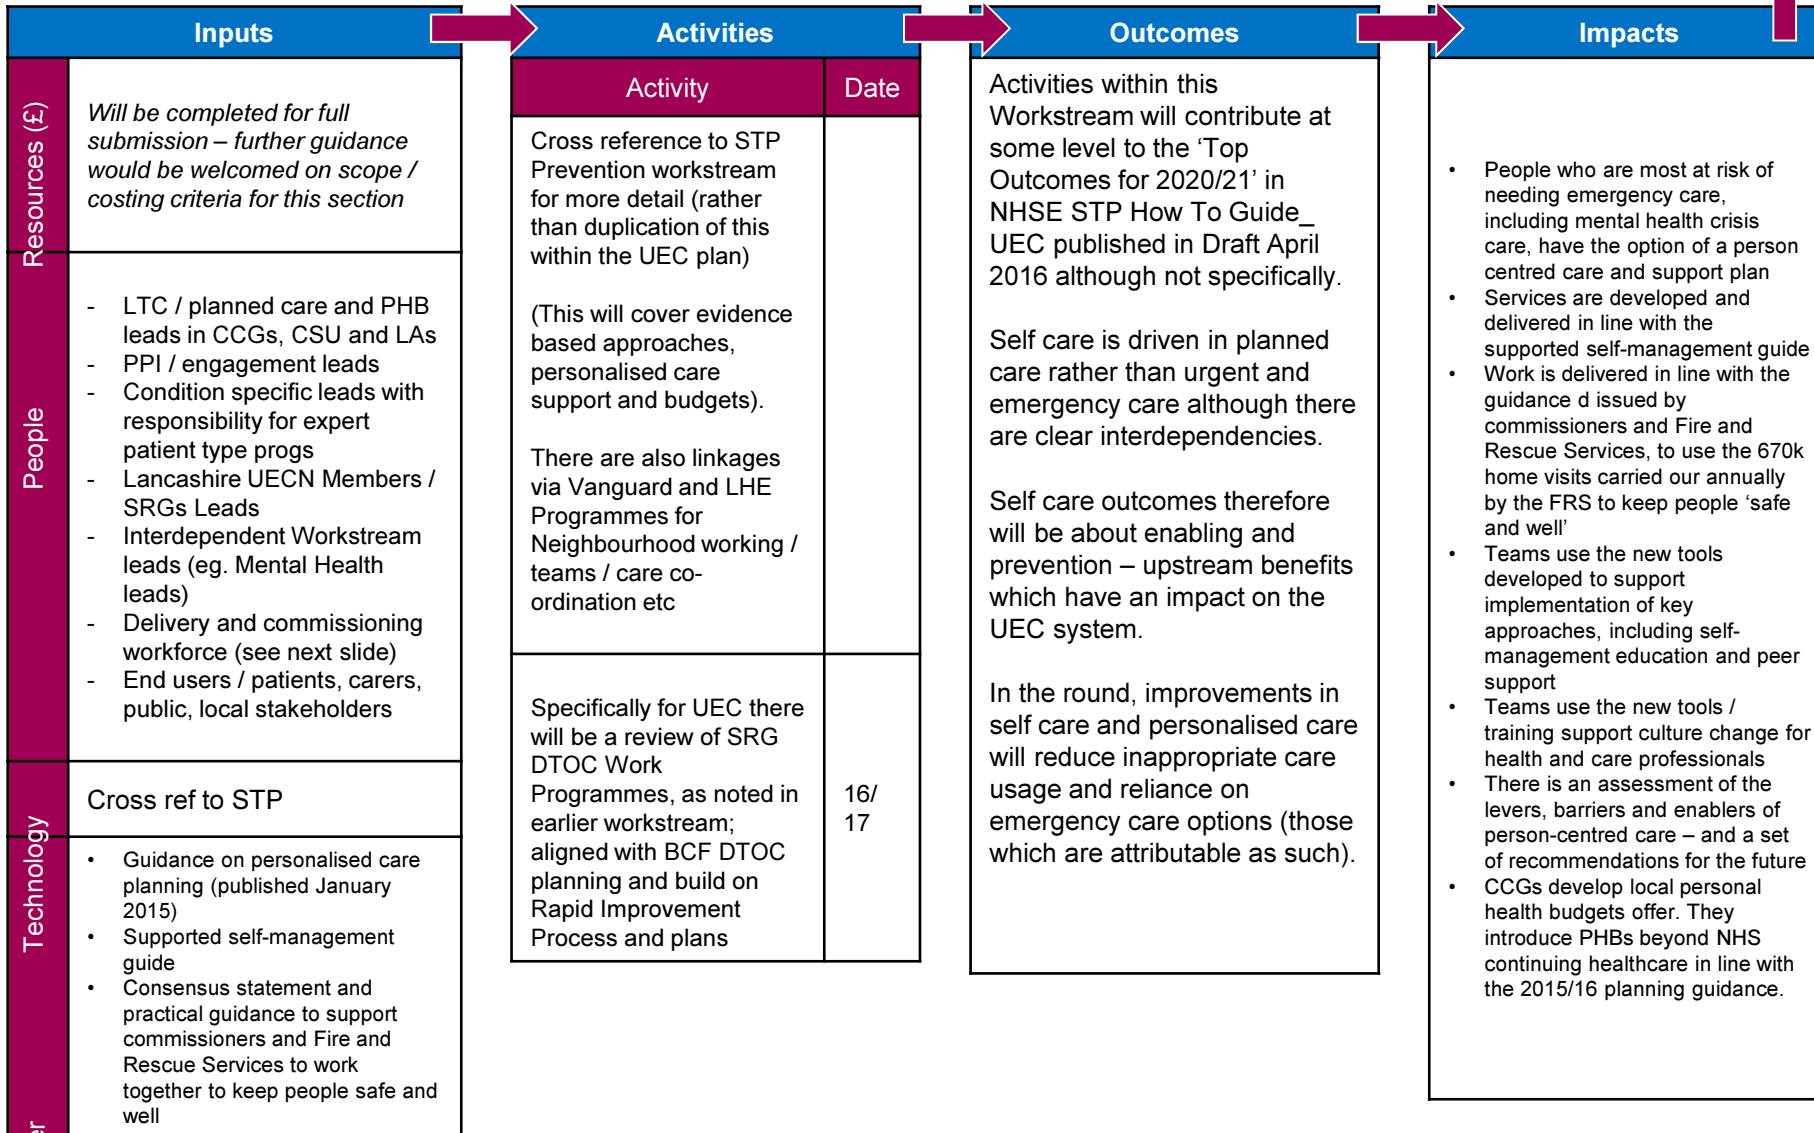 Inputs
Resources (£)
Will be completed for full
submission – further guidance
would be welcomed on scope /
costing criteria for this section
People
- LTC / planned care and PHB
leads in CCGs, CSU and LAs
- PPI / engagement leads
- Condition specific leads with
responsibility for expert
patient type progs
- Lancashire UECN Members /
SRGs Leads
- Interdependent Workstream
leads (eg. Mental Health
leads)
- Delivery and commissioning
workforce (see next slide)
- End users / patients, carers,
public, local stakeholders
Technology
Cross ref to STP
• Guidance on personalised care
planning (published January
2015)
• Supported self-management
guide
• Consensus statement and
practical guidance to support
commissioners and Fire and
Rescue Services to work
together to keep people safe and
well
Activities
Activity Date
Cross reference to STP
Prevention workstream
for more detail (rather
than duplication of this
within the UEC plan)
(This will cover evidence
based approaches,
personalised care
support and budgets).
There are also linkages
via Vanguard and LHE
Programmes for
Neighbourhood working /
teams / care co-
ordination etc
Specifically for UEC there
will be a review of SRG
DTOC Work
Programmes, as noted in
earlier workstream;
aligned with BCF DTOC
planning and build on
Rapid Improvement
Process and plans
16/
17
Outcomes
Activities within this
Workstream will contribute at
some level to the ‘Top
Outcomes for 2020/21’ in
NHSE STP How To Guide_
UEC published in Draft April
2016 although not specifically.
Self care is driven in planned
care rather than urgent and
emergency care although there
are clear interdependencies.
Self care outcomes therefore
will be about enabling and
prevention – upstream benefits
which have an impact on the
UEC system.
In the round, improvements in
self care and personalised care
will reduce inappropriate care
usage and reliance on
emergency care options (those
which are attributable as such).
Impacts
• People who are most at risk of
needing emergency care,
including mental health crisis
care, have the option of a person
centred care and support plan
• Services are developed and
delivered in line with the
supported self-management guide
• Work is delivered in line with the
guidance d issued by
commissioners and Fire and
Rescue Services, to use the 670k
home visits carried our annually
by the FRS to keep people ‘safe
and well’
• Teams use the new tools
developed to support
implementation of key
approaches, including self-
management education and peer
support
• Teams use the new tools /
training support culture change for
health and care professionals
• There is an assessment of the
levers, barriers and enablers of
person-centred care – and a set
of recommendations for the future
• CCGs develop local personal
health budgets offer. They
introduce PHBs beyond NHS
continuing healthcare in line with
the 2015/16 planning guidance.